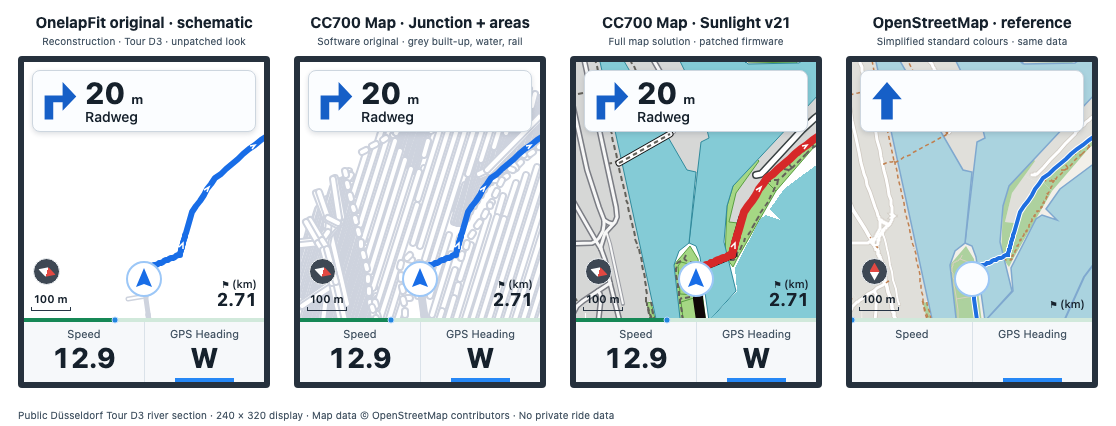 OnelapFit original · schematic
Reconstruction · Tour D3 · unpatched look
20 m
Radweg
100 m
⚑ (km)
2.71
Speed
12.9
GPS Heading
W
CC700 Map · Junction + areas
Software original · grey built-up, water, rail
20 m
Radweg
100 m
⚑ (km)
2.71
Speed
12.9
GPS Heading
W
CC700 Map · Sunlight v21
Full map solution · patched firmware
20 m
Radweg
100 m
⚑ (km)
2.71
Speed
12.9
GPS Heading
W
OpenStreetMap · reference
Simplified standard colours · same data
100 m
⚑ (km)
Speed
GPS Heading
Public Düsseldorf Tour D3 river section · 240 × 320 display · Map data © OpenStreetMap contributors · No private ride data